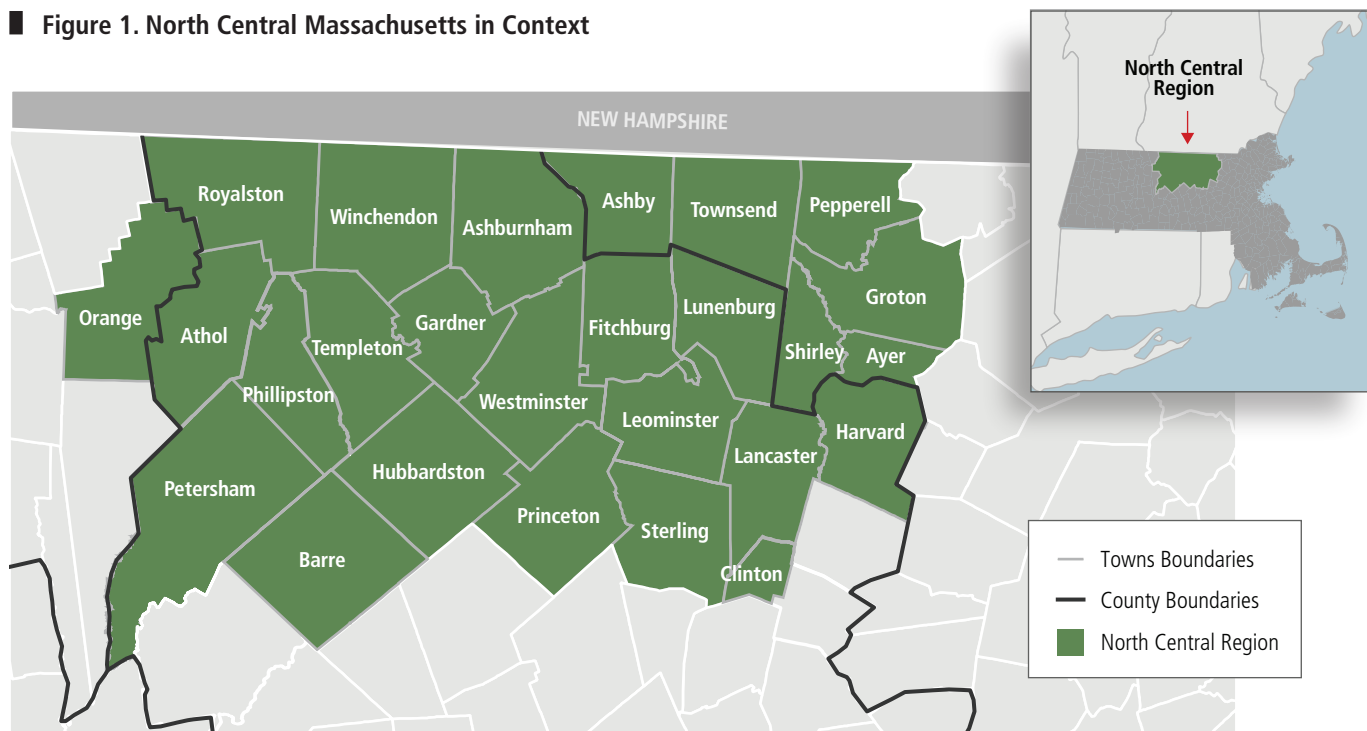 Figure 1. North Central Massachusetts in Context
North Central
Region
NEW HAMPSHIRE
Royalston
Winchendon
Ashburnham
Ashby
Townsend
Pepperell
Orange
Athol
Phillipston
Templeton
Gardner
Westminster
Fitchburg
Lunenburg
Shirley
Groton
Ayer
Harvard
Leominster
Lancaster
Petersham
Hubbardston
Barre
Princeton
Sterling
Clinton
Towns Boundaries
County Boundaries
North Central Region